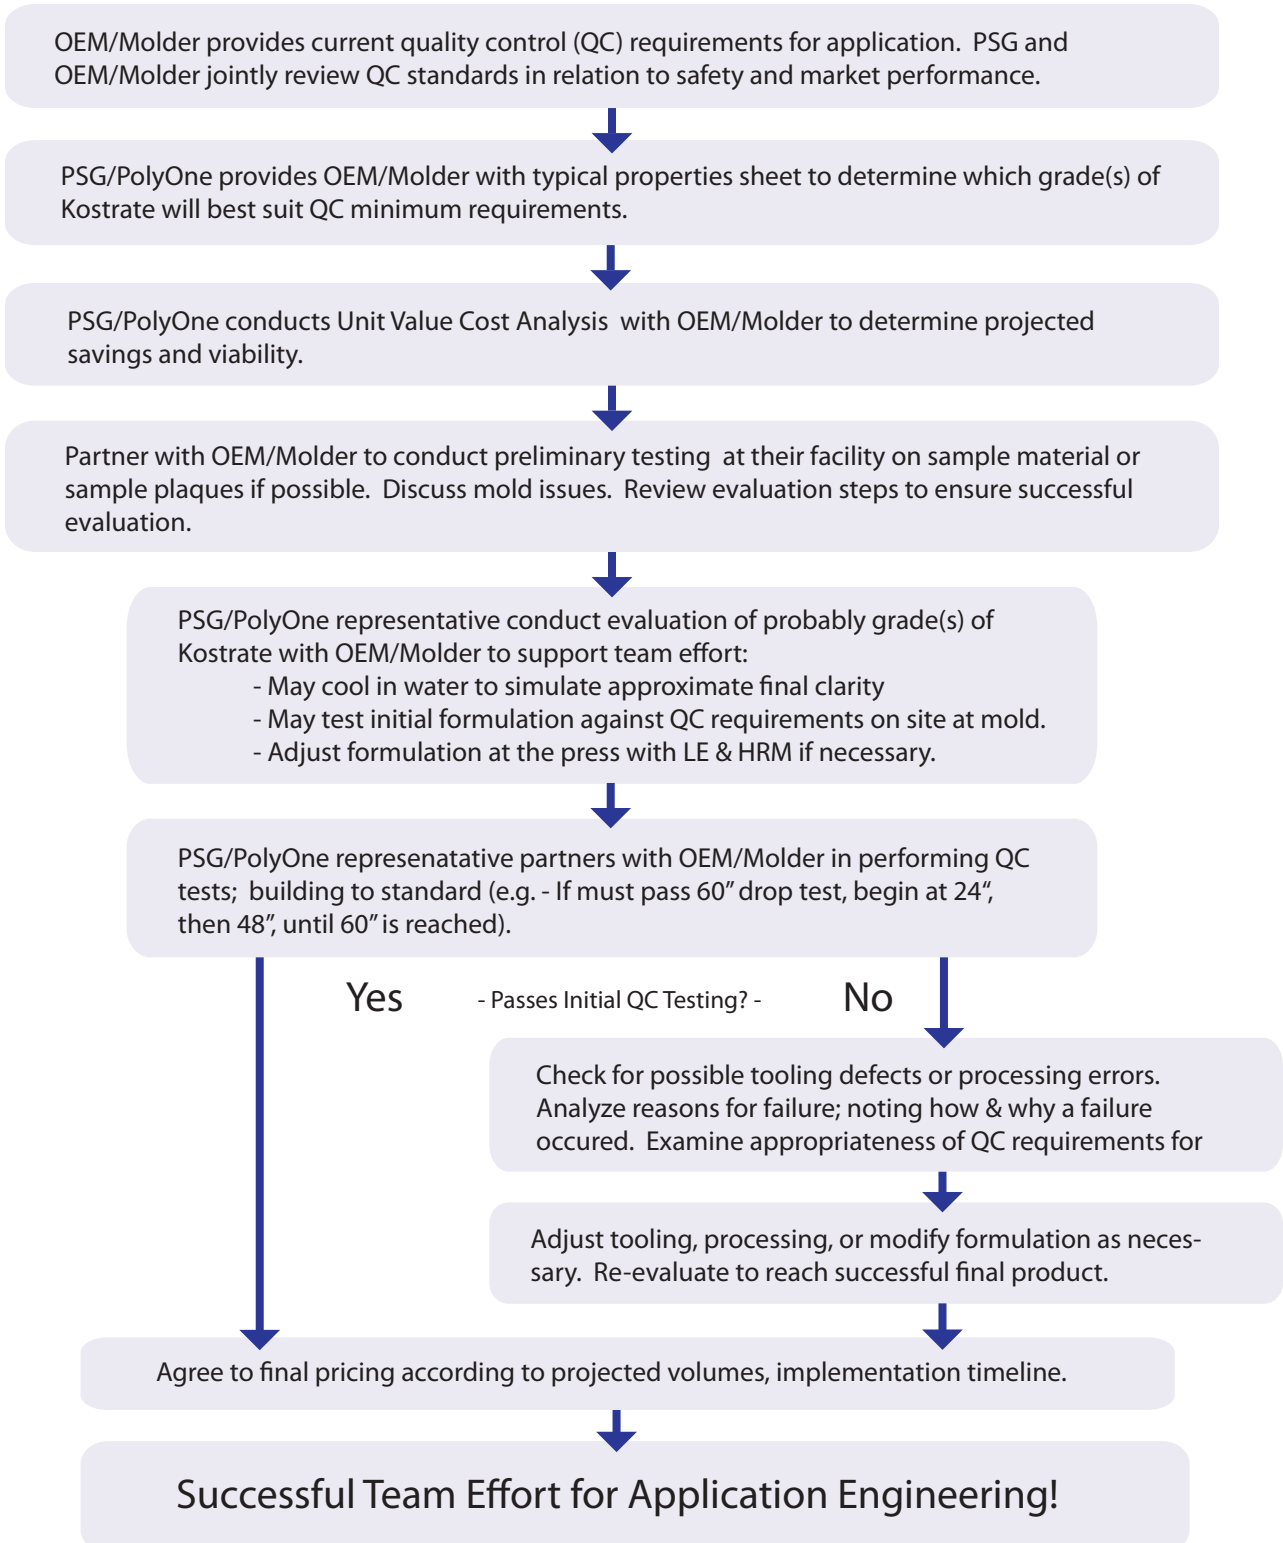 OEM/Molder provides current quality control (QC) requirements for application.  PSG and
OEM/Molder jointly review QC standards in relation to safety and market performance.
PSG/PolyOne provides OEM/Molder with typical properties sheet to determine which grade(s) of
Kostrate will best suit QC minimum requirements.
PSG/PolyOne conducts Unit Value Cost Analysis  with OEM/Molder to determine projected
savings and viability.
Partner with OEM/Molder to conduct preliminary testing  at their facility on sample material or
sample plaques if possible.  Discuss mold issues.  Review evaluation steps to ensure successful
evaluation.
PSG/PolyOne representative conduct evaluation of probably grade(s) of
Kostrate with OEM/Molder to support team effort:
- May cool in water to simulate approximate final clarity
- May test initial formulation against QC requirements on site at mold.
- Adjust formulation at the press with LE & HRM if necessary.
PSG/PolyOne represenatative partners with OEM/Molder in performing QC
tests;  building to standard (e.g. - If must pass 60” drop test, begin at 24“,
then 48”, until 60” is reached).
Yes - Passes Initial QC Testing? - No
Check for possible tooling defects or processing errors.
Analyze reasons for failure; noting how & why a failure
occured.  Examine appropriateness of QC requirements for
Adjust tooling, processing, or modify formulation as neces-
sary.  Re-evaluate to reach successful final product.
Agree to final pricing according to projected volumes, implementation timeline.
Successful Team Effort for Application Engineering!